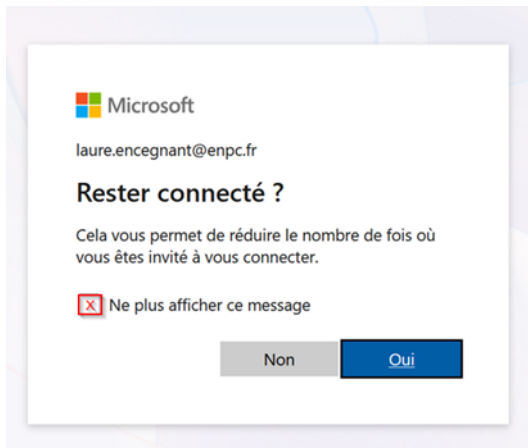 Microsoft
laure.encegnant@enpc.fr
Rester connecté ?
Cela vous permet de réduire le nombre de fois où
vous êtes invité à vous connecter.
X Ne plus afficher ce message
Non Oui